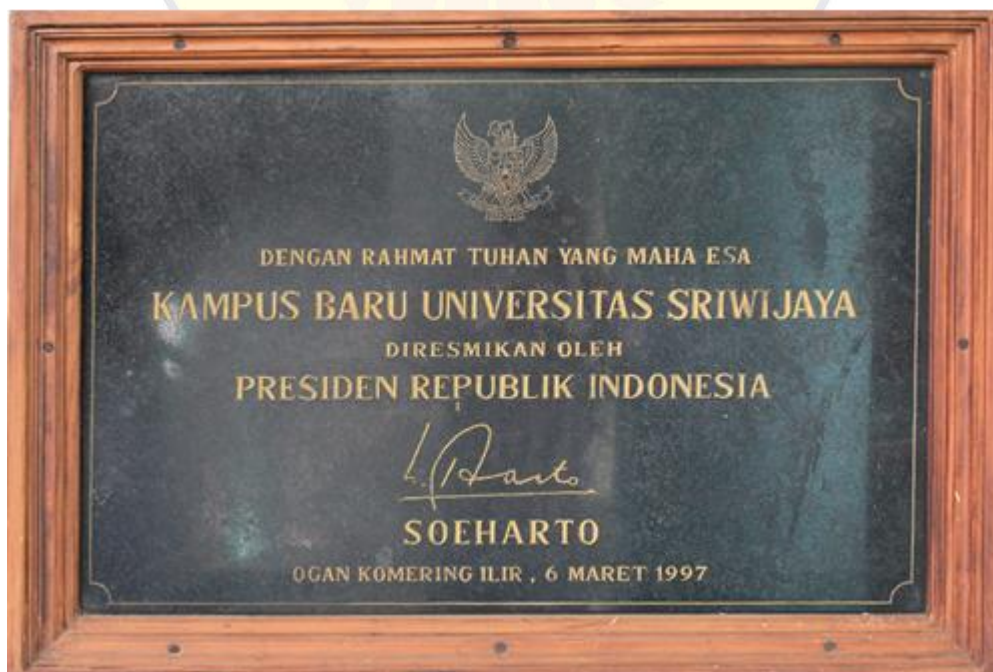 DENGAN RAHMAT TUHAN YANG MAHA ESA
KAMPUS BARU UNIVERSITAS SRIWIJAYA
DIRESMIKAN OLEH
PRESIDEN REPUBLIK INDONESIA
SOEHARTO
OGAN KOMERING ILIR , 6 MARET 1997